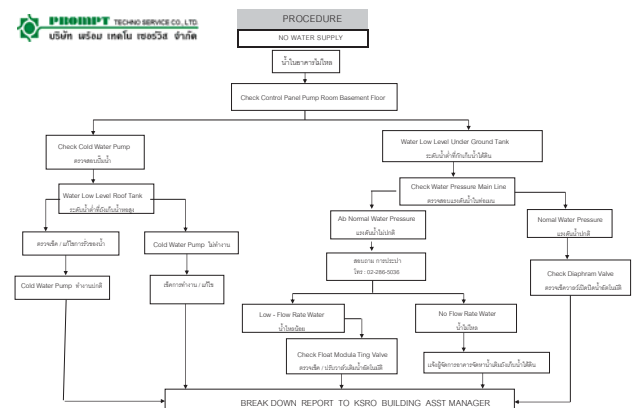 PROMPT TECHNO SERVICE CO., LTD.
บริษัท พร้อม เทคโน เซอร์วิส จำกัด
PROCEDURE
NO WATER SUPPLY
น้ำในอาคารไม่ไหล
Check Control Panel Pump Room Basement Floor
Check Cold Water Pump
ตรวจสอบปั๊มน้ำ
Water Low Level Under Ground Tank
ระดับน้ำต่ำที่ถังเก็บน้ำใต้ดิน
Water Low Level Roof Tank
ระดับน้ำต่ำที่ถังเก็บน้ำหอสูง
Check Water Pressure Main Line
ตรวจสอบแรงดันน้ำในท่อเมน
Ab Normal Water Pressure
แรงดันน้ำไม่ปกติ
Nomal Water Pressure
แรงดันน้ำปกติ
ตรวจเช็ค / แก้ไขการรั่วของน้ำ
Cold Water Pump ไม่ทำงาน
สอบถาม การประปา
โทร : 02-286-5036
Check Diaphram Valve
ตรวจเช็ควาล์วเปิดปิดน้ำอัตโนมัติ
Cold Water Pump ทำงานปกติ
เช็คการทำงาน / แก้ไข
Low - Flow Rate Water
น้ำไหลน้อย
No Flow Rate Water
น้ำไม่ไหล
Check Float Modula Ting Valve
ตรวจเช็ค / ปรับวาล์วเติมน้ำอัตโนมัติ
แจ้งผู้จัดการอาคารจัดหาน้ำเติมถังเก็บน้ำใต้ดิน
BREAK DOWN REPORT TO KSRO BUILDING ASST MANAGER